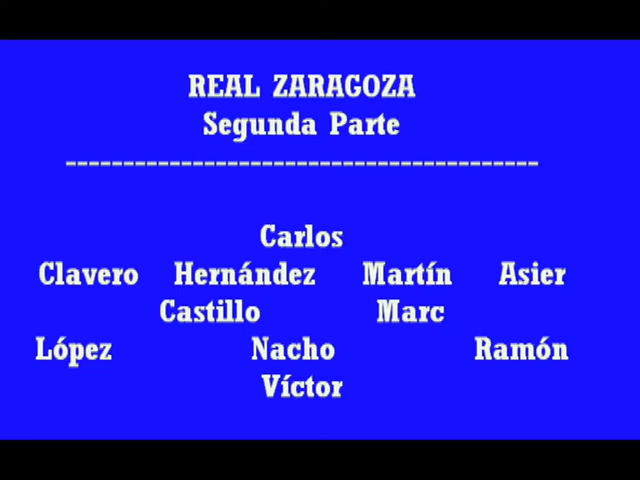 REAL ZARAGOZA
Segunda Parte
-----------------------------------------
Carlos
Clavero Hernández Martín Asier
Castillo Marc
López Nacho Ramón
Víctor